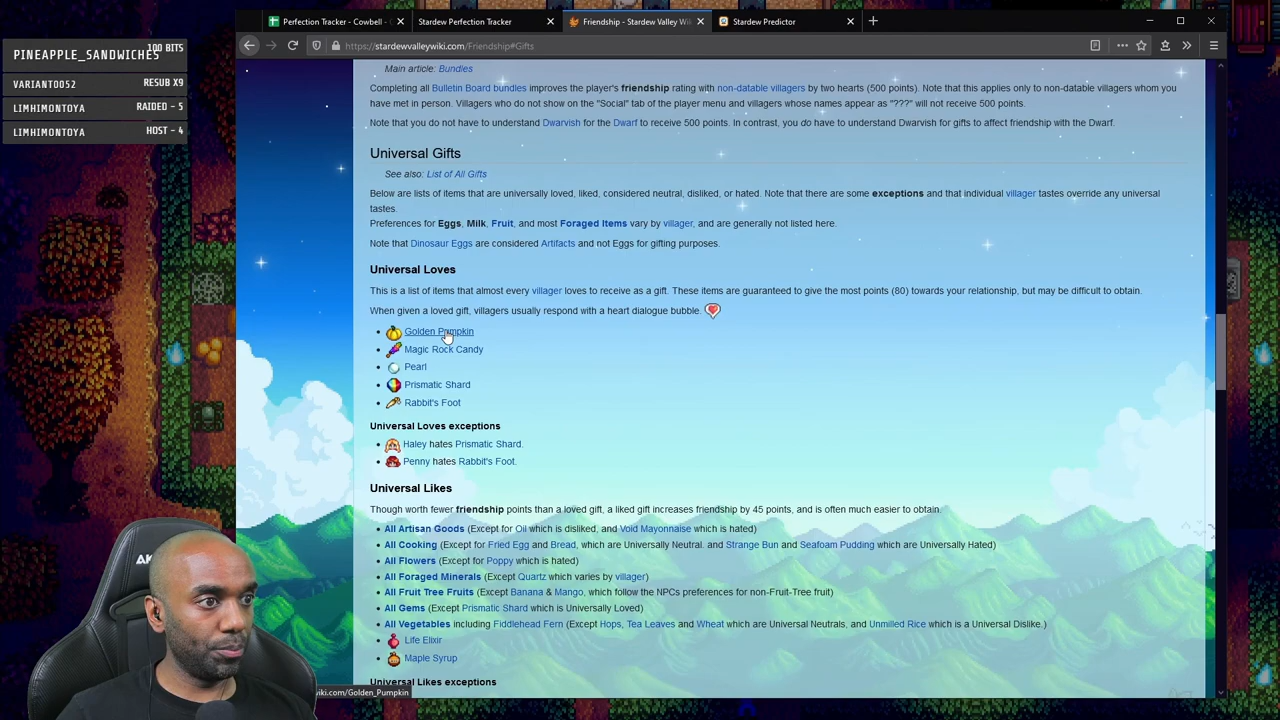 Perfection Tracker - Cowbell -
Stardew Perfection Tracker
Friendship - Stardew Valley Wik
Stardew Predictor
https://stardewvalleywiki.com/Friendship#Gifts
100 BITS
PINEAPPLE_SANDWICHES
VARIANT0052 RESUB X9
LIMHIMONTOYA RAIDED - 5
LIMHIMONTOYA HOST - 4
Main article: Bundles
Completing all Bulletin Board bundles improves the player's friendship rating with non-datable villagers by two hearts (500 points). Note that this applies only to non-datable villagers whom you
have met in person. Villagers who do not show on the "Social" tab of the player menu and villagers whose names appear as "???" will not receive 500 points.
Note that you do not have to understand Dwarvish for the Dwarf to receive 500 points. In contrast, you do have to understand Dwarvish for gifts to affect friendship with the Dwarf.
Universal Gifts
See also: List of All Gifts
Below are lists of items that are universally loved, liked, considered neutral, disliked, or hated. Note that there are some exceptions and that individual villager tastes override any universal
tastes.
Preferences for Eggs, Milk, Fruit, and most Foraged Items vary by villager, and are generally not listed here.
Note that Dinosaur Eggs are considered Artifacts and not Eggs for gifting purposes.
Universal Loves
This is a list of items that almost every villager loves to receive as a gift. These items are guaranteed to give the most points (80) towards your relationship, but may be difficult to obtain.
When given a loved gift, villagers usually respond with a heart dialogue bubble.
Golden Pumpkin
Magic Rock Candy
Pearl
Prismatic Shard
Rabbit's Foot
Universal Loves exceptions
Haley hates Prismatic Shard.
Penny hates Rabbit's Foot.
Universal Likes
Though worth fewer friendship points than a loved gift, a liked gift increases friendship by 45 points, and is often much easier to obtain.
All Artisan Goods (Except for Oil which is disliked, and Void Mayonnaise which is hated)
All Cooking (Except for Fried Egg and Bread, which are Universally Neutral. and Strange Bun and Seafoam Pudding which are Universally Hated)
All Flowers (Except for Poppy which is hated)
All Foraged Minerals (Except Quartz which varies by villager)
All Fruit Tree Fruits (Except Banana & Mango, which follow the NPCs preferences for non-Fruit-Tree fruit)
All Gems (Except Prismatic Shard which is Universally Loved)
All Vegetables including Fiddlehead Fern (Except Hops, Tea Leaves and Wheat which are Universal Neutrals, and Unmilled Rice which is a Universal Dislike.)
Life Elixir
Maple Syrup
Universal Likes exceptions
wiki.com/Golden_Pumpkin